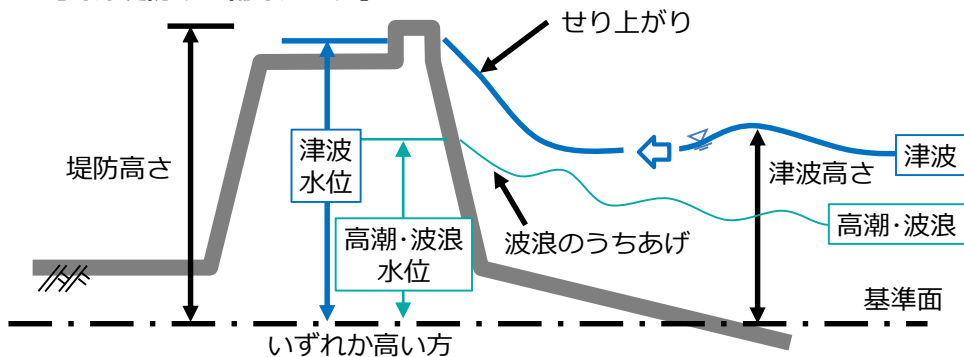 せり上がり
堤防高さ
津波
水位
津波高さ
津波
高潮・波浪
水位
波浪のうちあげ
高潮・波浪
基準面
いずれか高い方